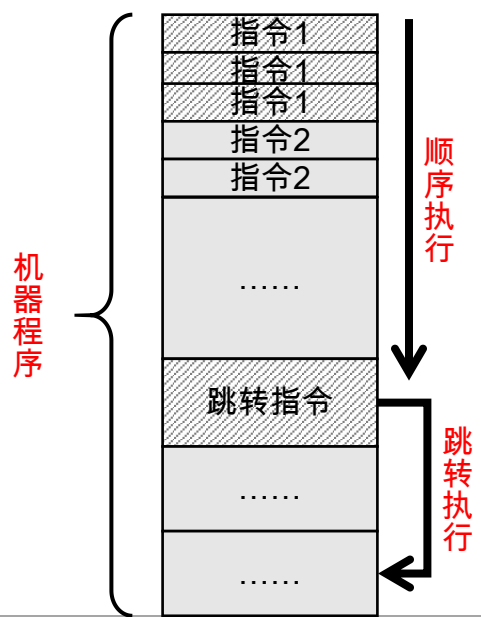 指令1
指令1
指令1
指令2
指令2
……
跳转指令
……
……
机器程序
顺序执行
跳转执行